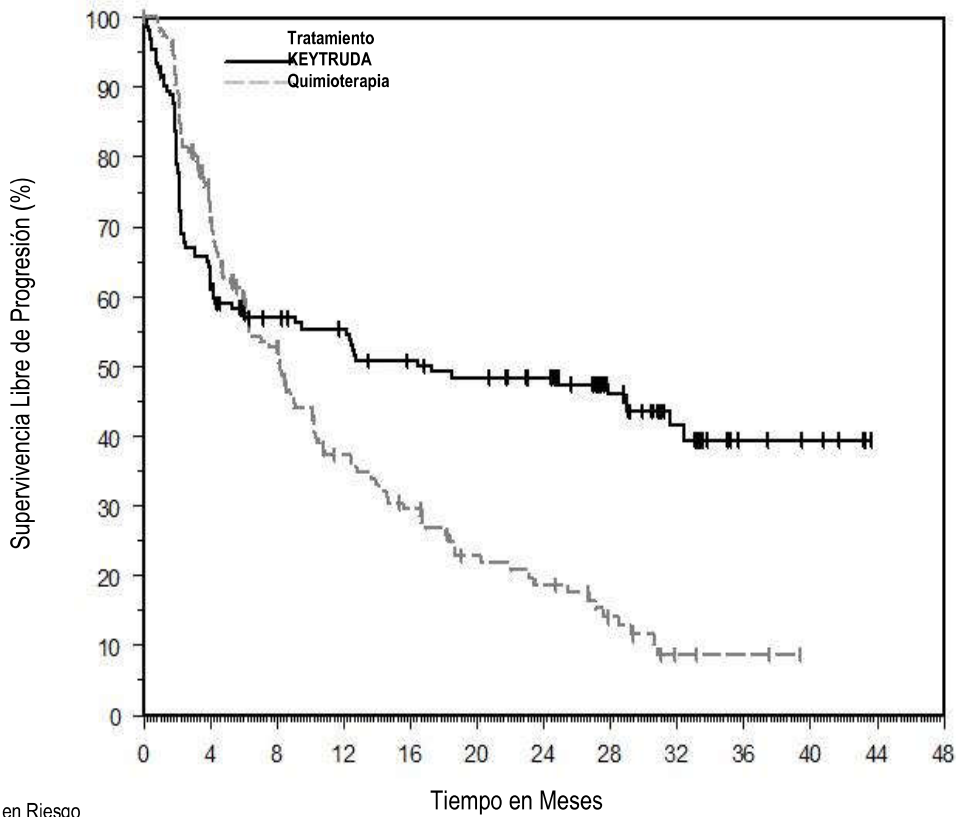 Tratamiento
KEYTRUDA
Quimioterapia
Supervivencia Libre de Progresión (%)
100
90
80
70
60
50
40
30
20
10
0
0 4 8 12 16 20 24 28 32 36 40 44 48
Tiempo en Meses
en Riesgo